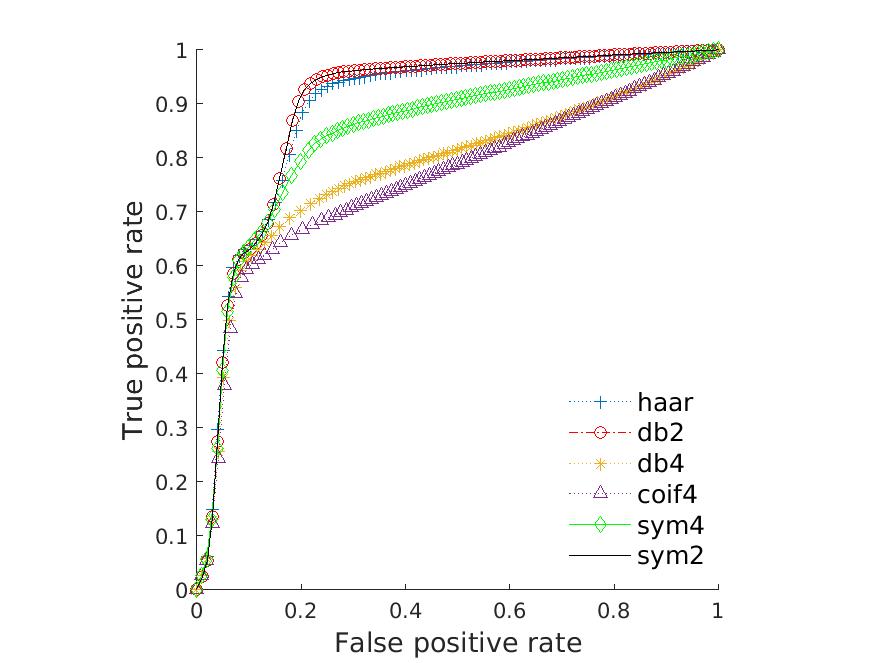 1
0.9
0.8
0.7
0.6
0.5
0.4
0.3
0.2
0.1
0
True positive rate
haar
db2
db4
coif4
sym4
sym2
0 0.2 0.4 0.6 0.8 1
False positive rate